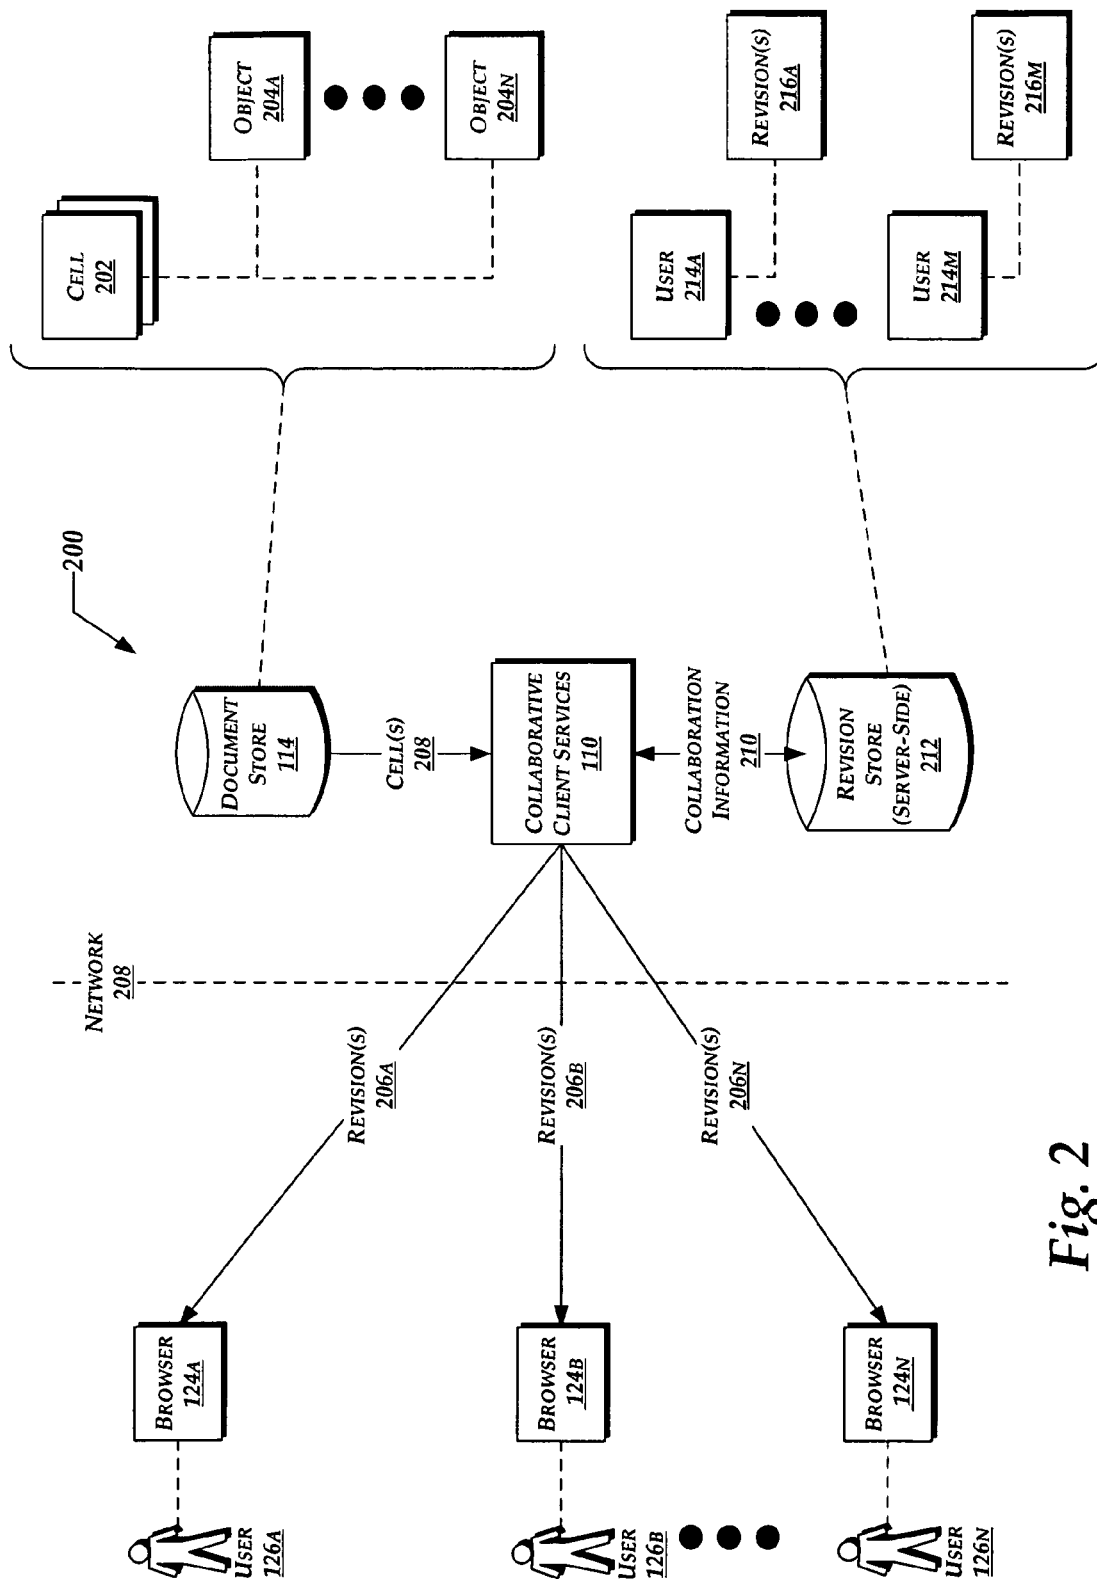 200
NETWORK
208
USER
126A
BROWSER
124A
REVISION(S)
206A
DOCUMENT
STORE
114
CELL
202
OBJECT
204A
OBJECT
204N
CELL(S)
208
USER
126B
BROWSER
124B
REVISION(S)
206B
COLLABORATIVE
CLIENT SERVICES
110
COLLABORATION
INFORMATION
210
USER
126N
BROWSER
124N
REVISION(S)
206N
REVISION
STORE
(SERVER-SIDE)
212
USER
214A
REVISION(S)
216A
USER
214M
REVISION(S)
216M
Fig. 2